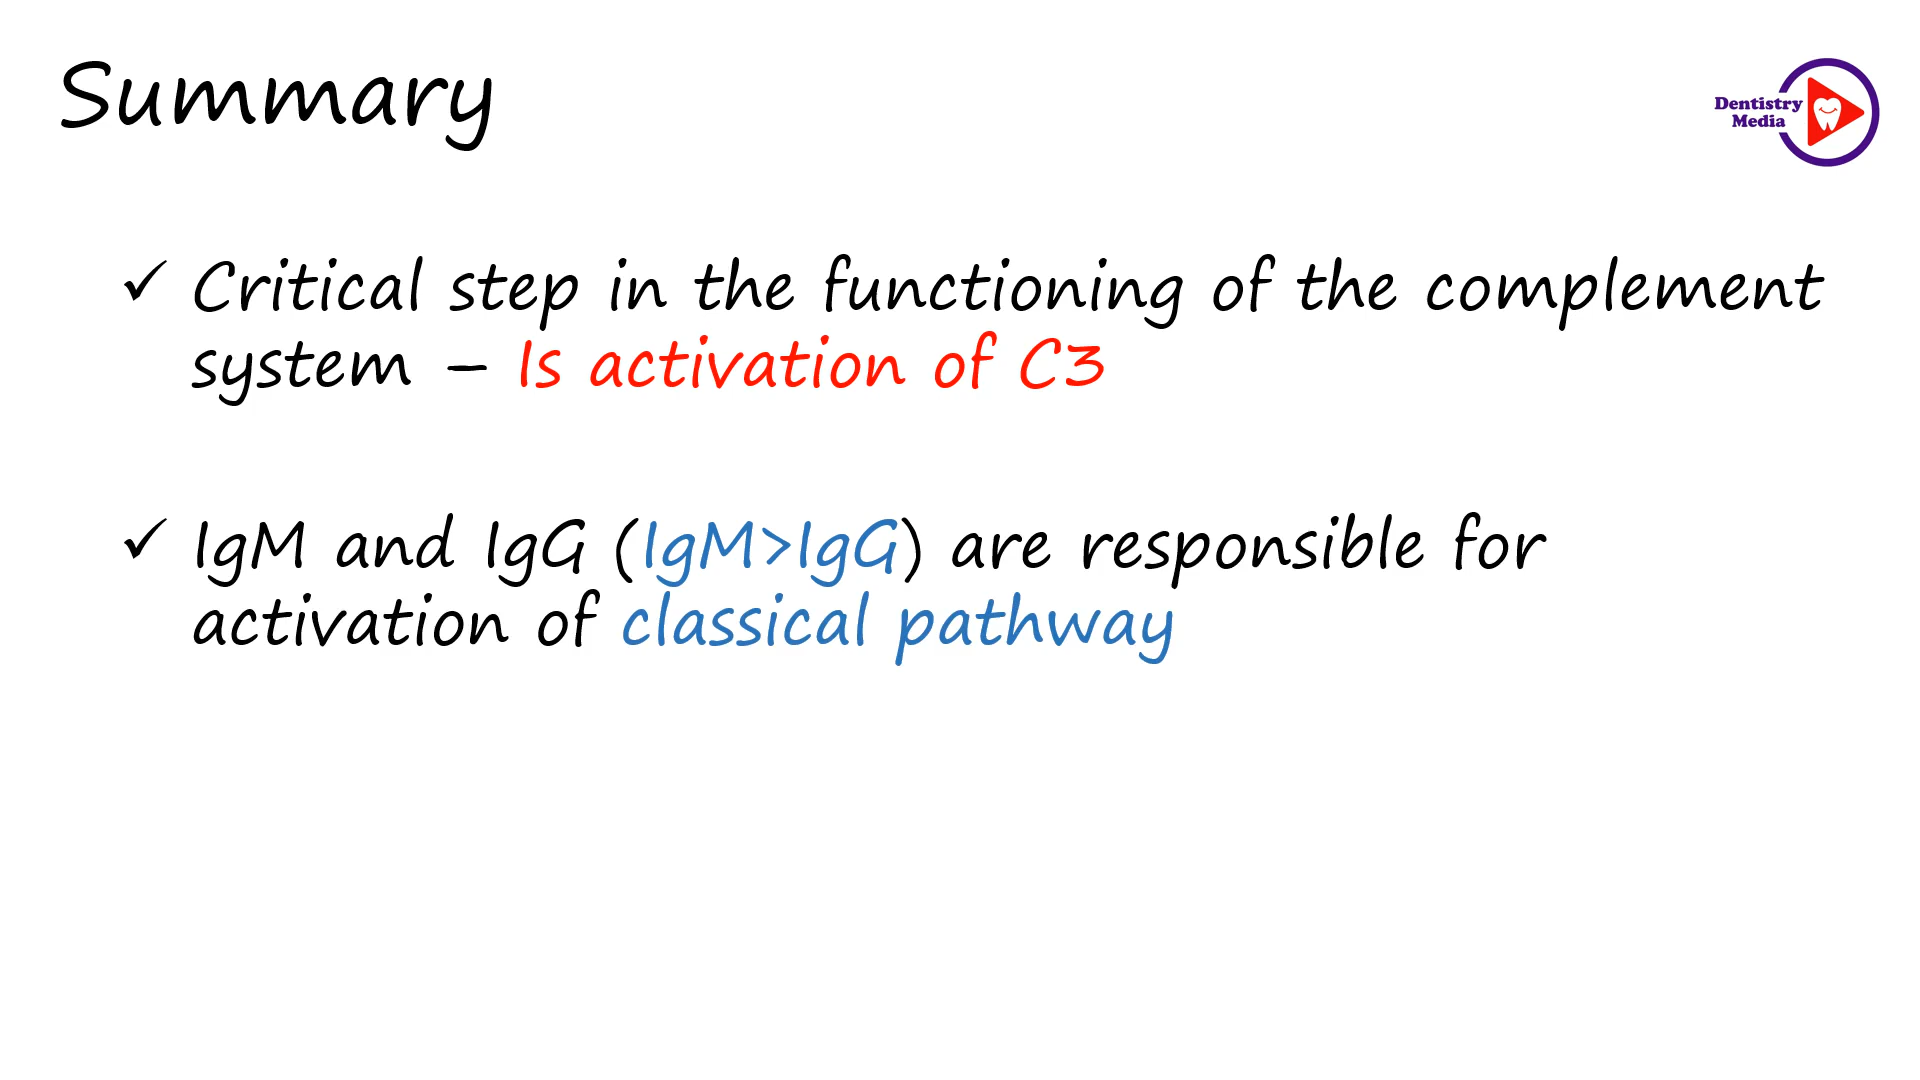 Summary
Dentistry
Media
✓ Critical step in the functioning of the complement
system – Is activation of C3
✓ IgM and IgG (IgM>IgG) are responsible for
activation of classical pathway